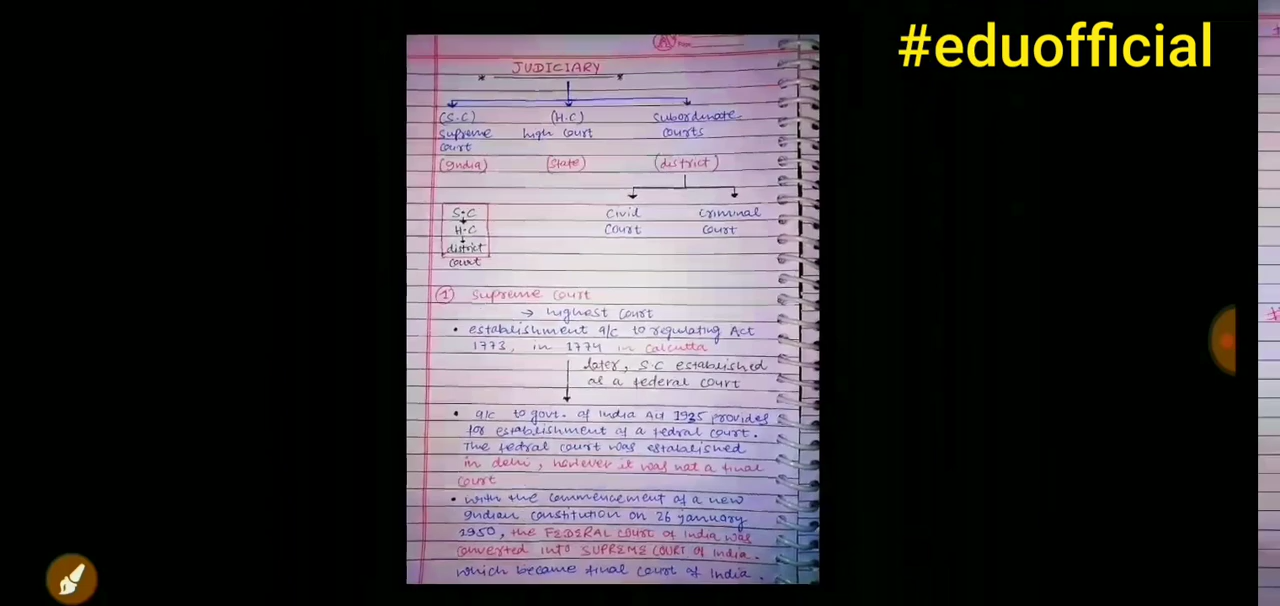 #eduofficial
JUDICIARY
(S.C) (H.C) Subordinate
Supreme high court courts
court
(India) (State) (district)
S.C Civil Criminal
H.C Court Court
district
court
1 Supreme court
→ highest court
• establishment a/c to regulating Act
1773, in 1774 in Calcutta
later, S.C established
as a federal court
• a/c to govt. of India Act 1935 provides
for establishment of a fedral court.
The fedral court was established
in delhi, however it was not a final
court
• with the commencement of a new
Indian constitution on 26 january
1950, the FEDERAL COURT of India was
converted into SUPREME COURT of India.
which became final court of India.